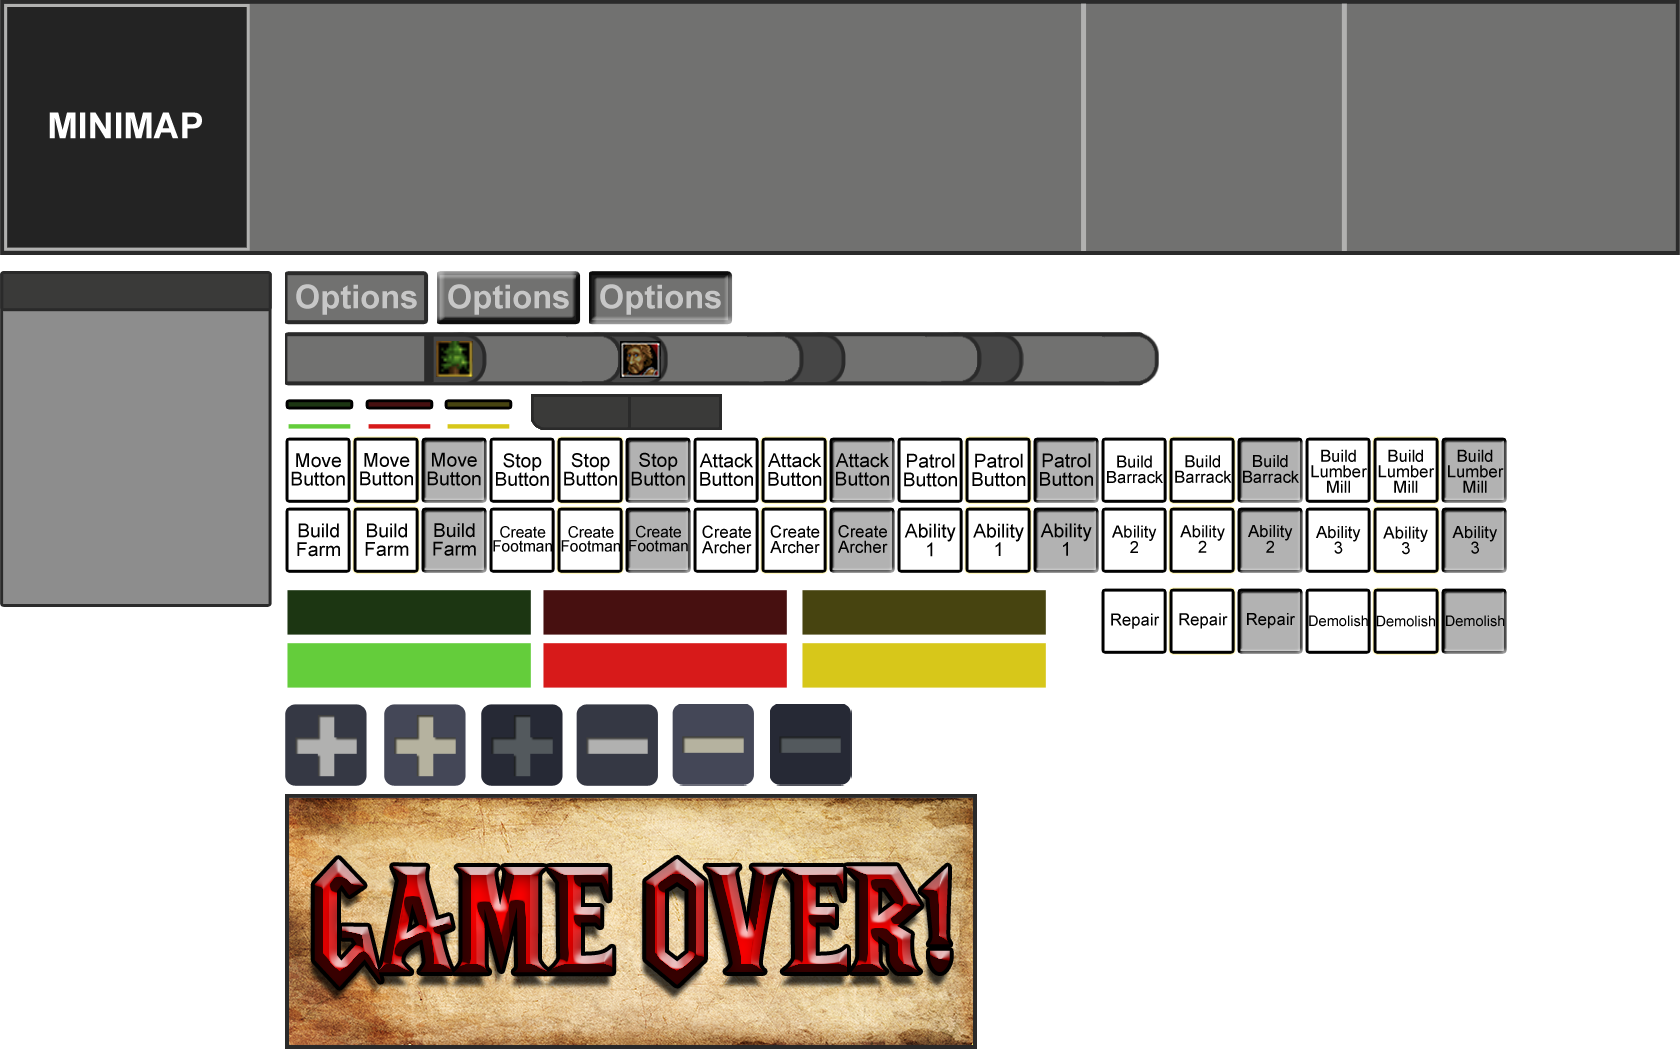 MINIMAP
Options Options Options
Move Move Move Stop Stop Stop Attack Attack Attack Patrol Patrol Patrol Build Build Build Build Build Build
Button Button Button Button Button Button Button Button Button Button Button Button Barrack Barrack Barrack Lumber Lumber Lumber
Mill Mill Mill
Build Build Build Create Create Create Create Create Create Ability Ability Ability Ability Ability Ability Ability Ability Ability
Farm Farm Farm Footman Footman Footman Archer Archer Archer 1 1 1 2 2 2 3 3 3
Repair Repair Repair Demolish Demolish Demolish
GAME OVER!